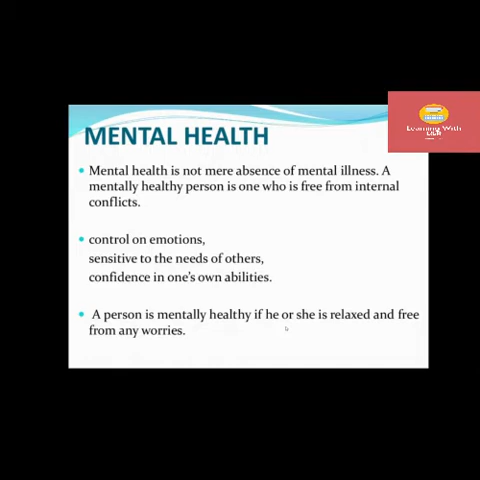 MENTAL HEALTH
Learning With
Mental health is not mere absence of mental illness. A
mentally healthy person is one who is free from internal
conflicts.
control on emotions,
sensitive to the needs of others,
confidence in one's own abilities.
A person is mentally healthy if he or she is relaxed and free
from any worries.